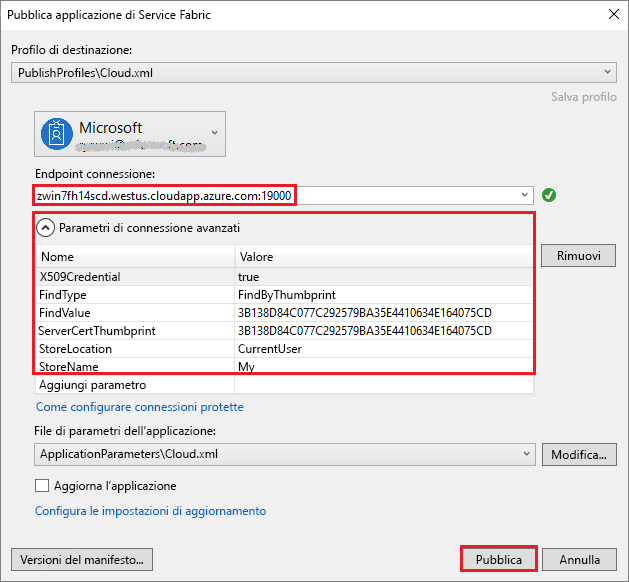 Pubblica applicazione di Service Fabric
Profilo di destinazione:
PublishProfiles\Cloud.xml
Salva profilo
Microsoft
Endpoint connessione:
zwin7fh14scd.westus.cloudapp.azure.com:19000
Parametri di connessione avanzati
Rimuovi
Nome Valore
X509Credential true
FindType FindByThumbprint
FindValue 3B138D84C077C292579BA35E4410634E164075CD
ServerCertThumbprint 3B138D84C077C292579BA35E4410634E164075CD
StoreLocation CurrentUser
StoreName My
Aggiungi parametro
Come configurare connessioni protette
File di parametri dell'applicazione:
ApplicationParameters\Cloud.xml
Modifica...
Aggiorna l'applicazione
Configura le impostazioni di aggiornamento
Versioni del manifesto... Pubblica Annulla